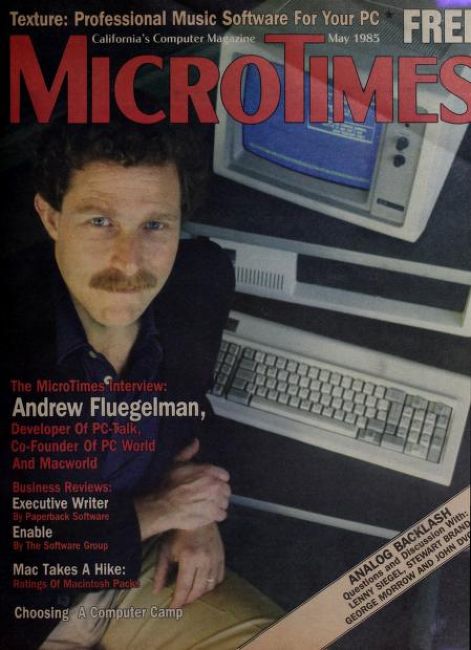 Texture: Professional Music Software For Your PC * FREE
California's Computer Magazine May 1985
MICROTIMES
The MicroTimes Interview:
Andrew Fluegelman,
Developer Of PC-Talk,
Co-Founder Of PC World
And Macworld
Business Reviews:
Executive Writer
By Paperback Software
Enable
By The Software Group
Mac Takes A Hike:
Ratings Of Macintosh Packs
Choosing A Computer Camp
ANALOG BACKLASH
Questions and Discussion With:
LENNY SIEGEL, STEWART
GEORGE MORROW AND JOHN